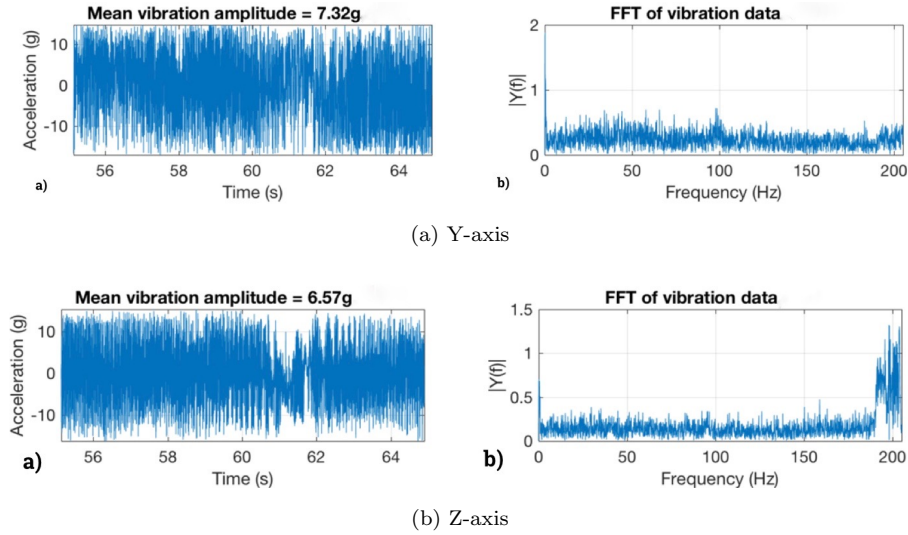 Mean vibration amplitude = 7.32g
Acceleration (g)
10
0
-10
56
58
60
62
64
Time (s)
a)
FFT of vibration data
|Y(f)|
2
1
0
0
50
100
150
200
Frequency (Hz)
b)
(a) Y-axis
Mean vibration amplitude = 6.57g
Acceleration (g)
10
0
-10
56
58
60
62
64
Time (s)
a)
FFT of vibration data
|Y(f)|
1.5
1
0.5
0
0
50
100
150
200
Frequency (Hz)
b)
(b) Z-axis